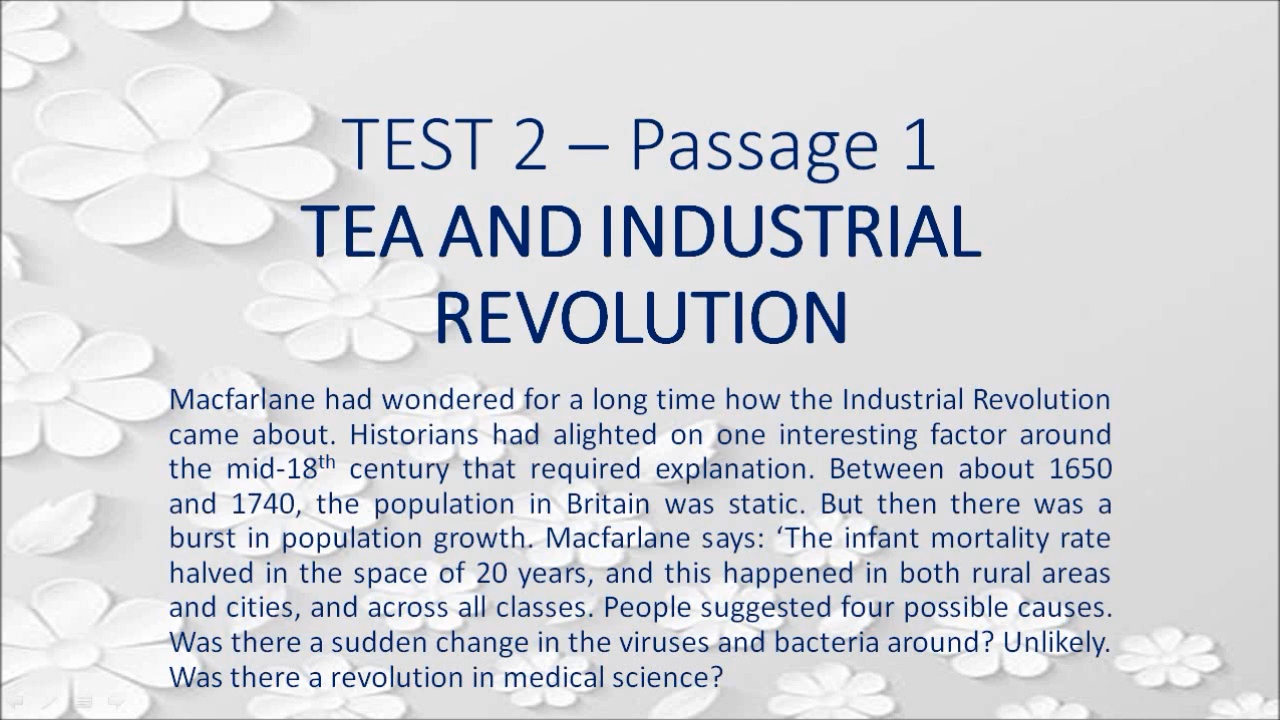 TEST 2 – Passage 1
TEA AND INDUSTRIAL
REVOLUTION
Macfarlane had wondered for a long time how the Industrial Revolution
came about. Historians had alighted on one interesting factor around
the mid-18th century that required explanation. Between about 1650
and 1740, the population in Britain was static. But then there was a
burst in population growth. Macfarlane says: ‘The infant mortality rate
halved in the space of 20 years, and this happened in both rural areas
and cities, and across all classes. People suggested four possible causes.
Was there a sudden change in the viruses and bacteria around? Unlikely.
Was there a revolution in medical science?